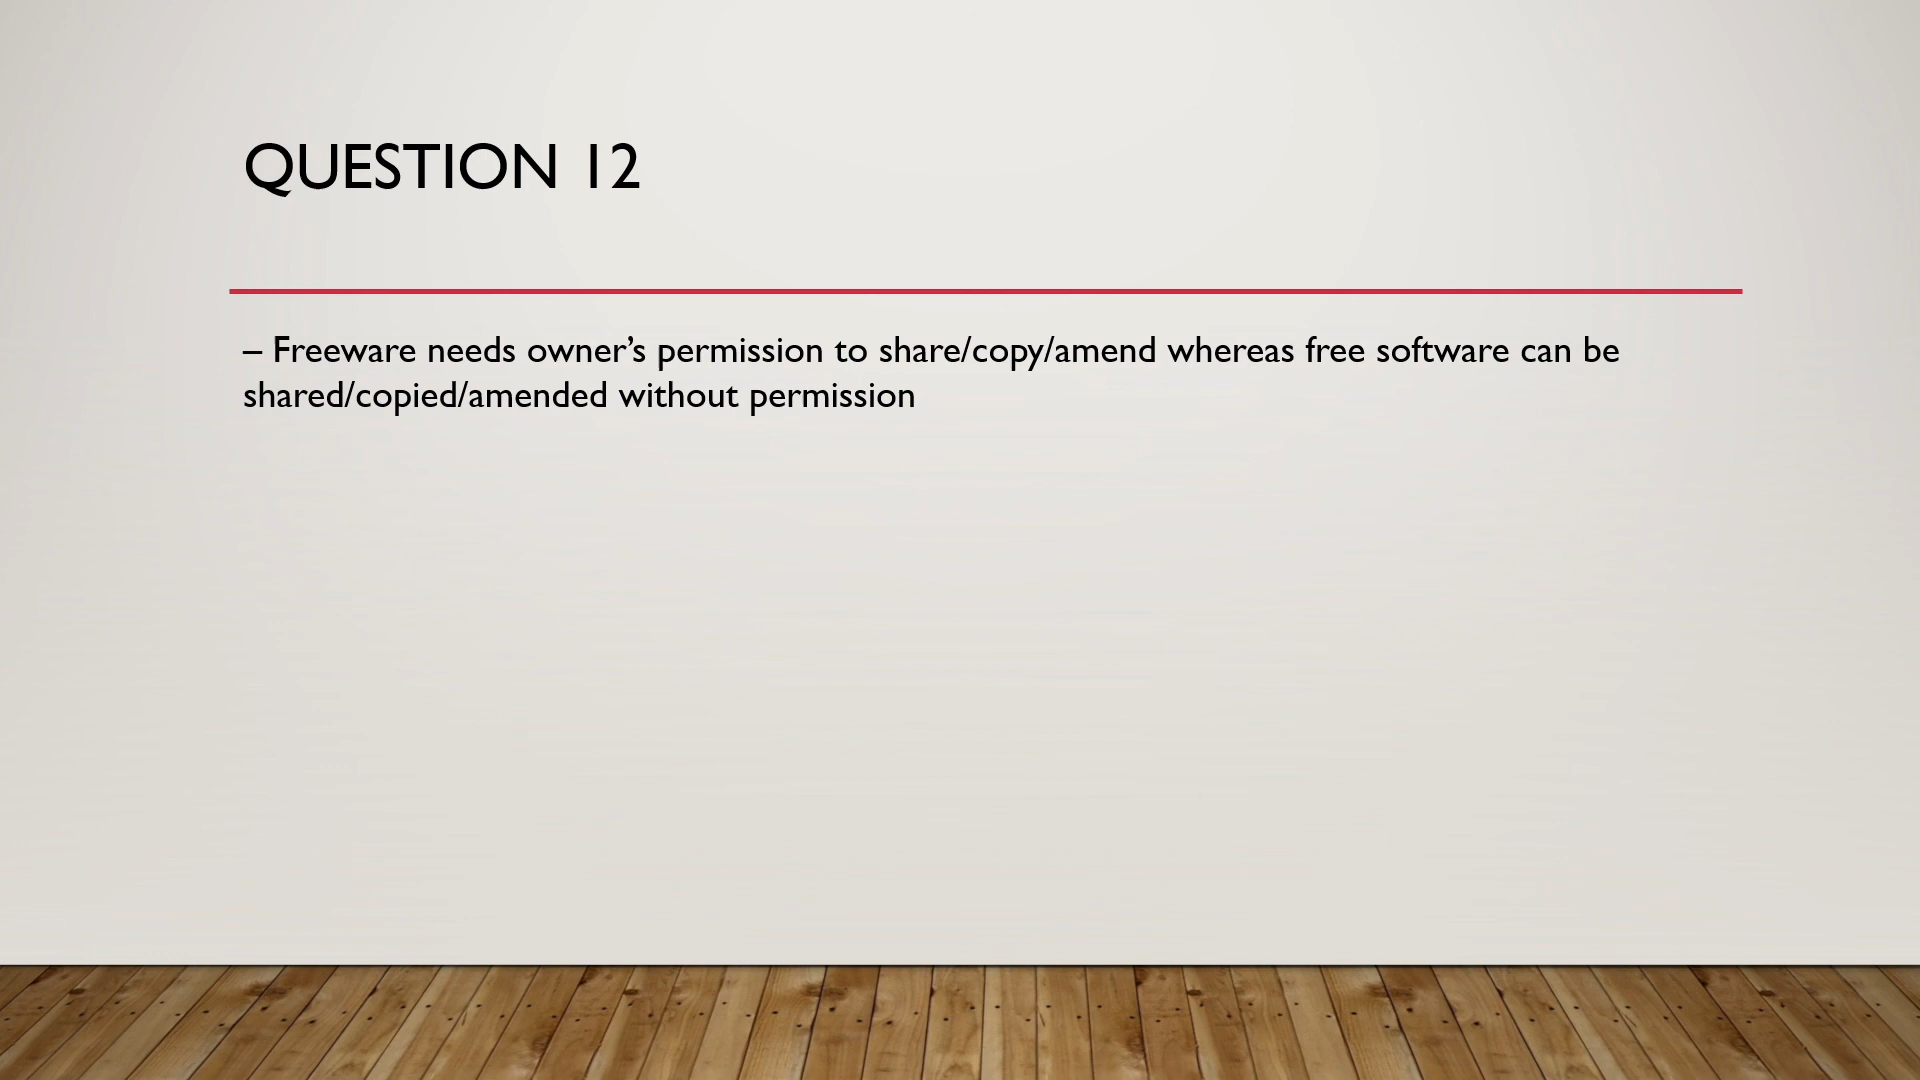 QUESTION 12
– Freeware needs owner’s permission to share/copy/amend whereas free software can be
shared/copied/amended without permission